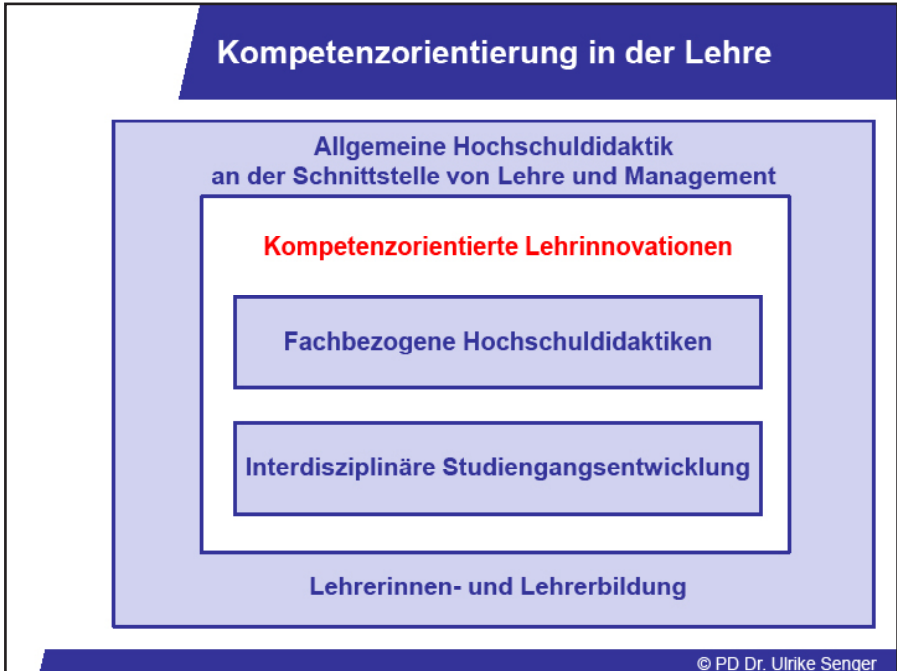 Kompetenzorientierung in der Lehre
Allgemeine Hochschuldidaktik
an der Schnittstelle von Lehre und Management
Kompetenzorientierte Lehrinnovationen
Fachbezogene Hochschuldidaktiken
Interdisziplinäre Studiengangsentwicklung
Lehrerinnen- und Lehrerbildung
© PD Dr. Ulrike Senger